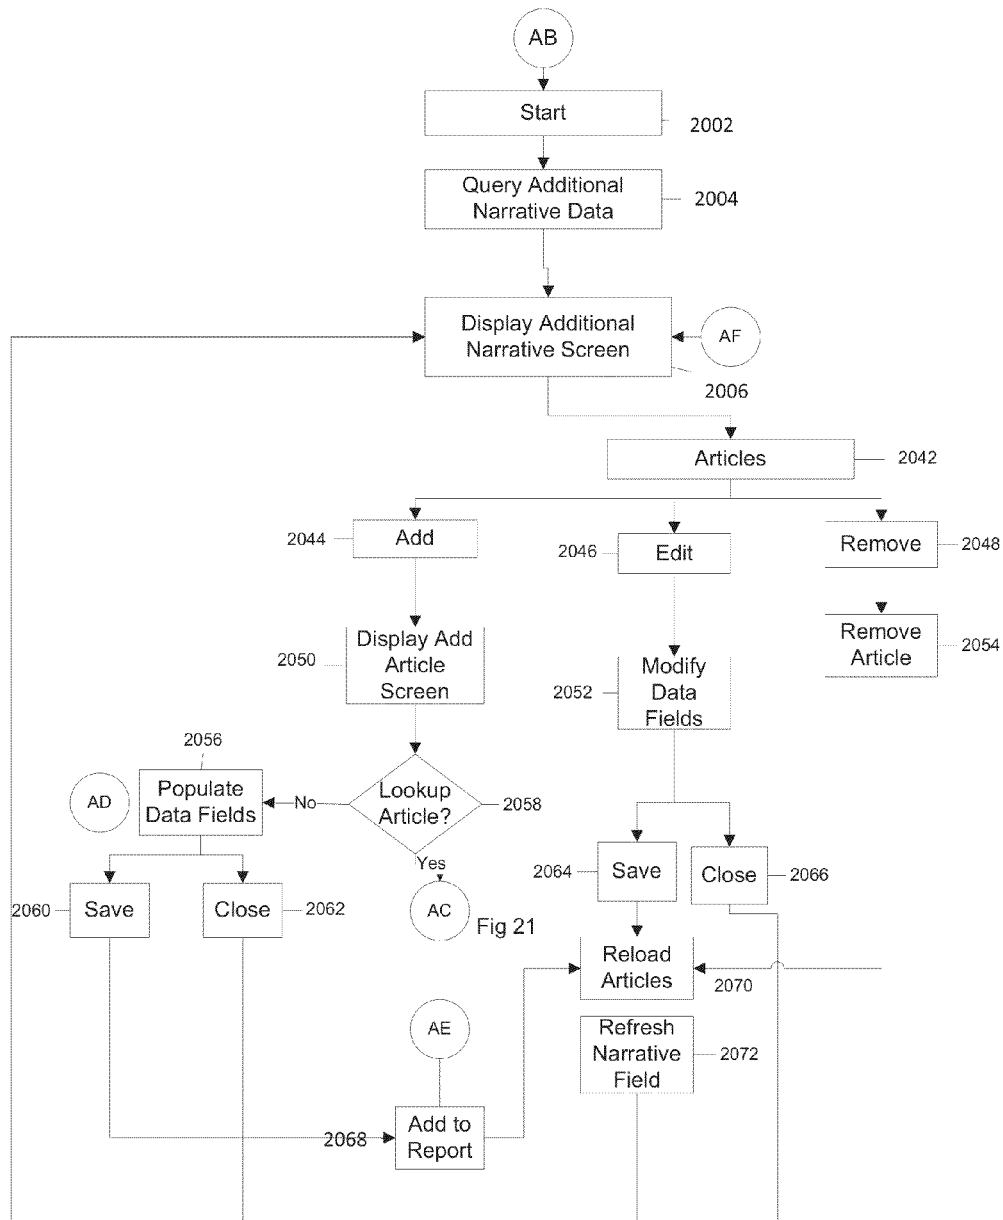 AB
Start
2002
Query Additional
Narrative Data
2004
Display Additional
Narrative Screen
AF
2006
Articles
2042
2044
Add
2046
Edit
Remove
2048
2050
Display Add
Article
Screen
2052
Modify
Data
Fields
Remove
Article
2054
2056
AD
Populate
Data Fields
No
Lookup
Article?
2058
Yes
2060
Save
Close
2062
AC
Fig 21
2064
Save
Close
2066
Reload
Articles
2070
AE
Refresh
Narrative
Field
2072
2068
Add to
Report